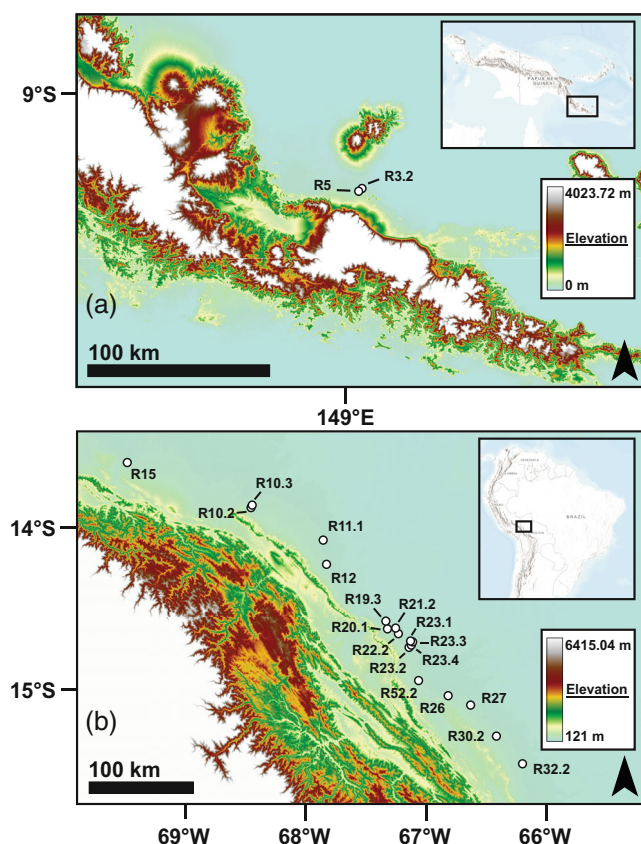 9°S
PAPUA NEW
GUINEA
R5
R3.2
4023.72 m
Elevation
0 m
(a)
100 km
149°E
R15
R10.3
R10.2
14°S
R11.1
R12
BRAZIL
R19.3
R21.2
R20.1
R23.1
R22.2
R23.3
R23.2
R23.4
R52.2
R26
R27
R30.2
R32.2
15°S
6415.04 m
Elevation
121 m
(b)
100 km
69°W
68°W
67°W
66°W